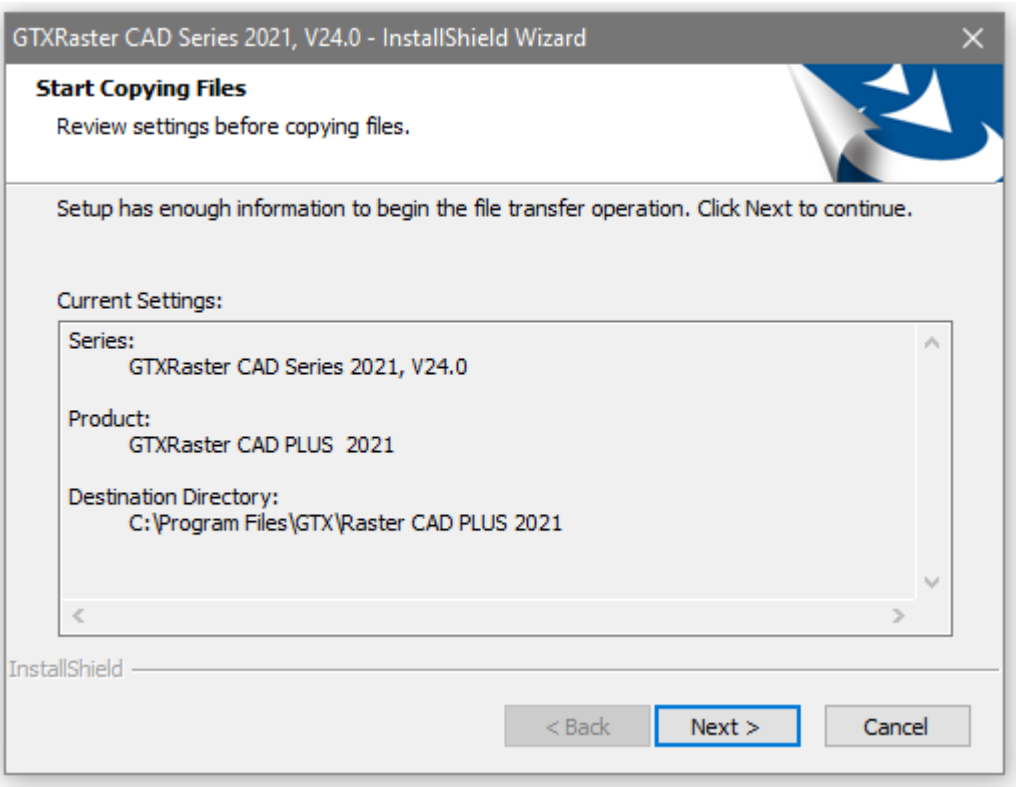 GTXRaster CAD Series 2021, V24.0 - InstallShield Wizard
Start Copying Files
Review settings before copying files.
Setup has enough information to begin the file transfer operation. Click Next to continue.
Current Settings:
Series:
GTXRaster CAD Series 2021, V24.0
Product:
GTXRaster CAD PLUS  2021
Destination Directory:
C:\Program Files\GTX\Raster CAD PLUS 2021
InstallShield
< Back
Next >
Cancel